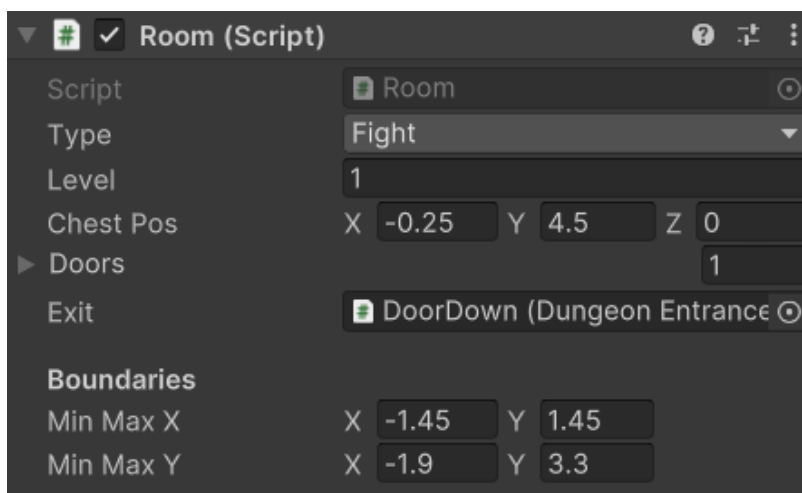 Room (Script)
Script Room
Type Fight
Level 1
Chest Pos X -0.25 Y 4.5 Z 0
Doors 1
Exit DoorDown (Dungeon Entrance
Boundaries
Min Max X X -1.45 Y 1.45
Min Max Y X -1.9 Y 3.3